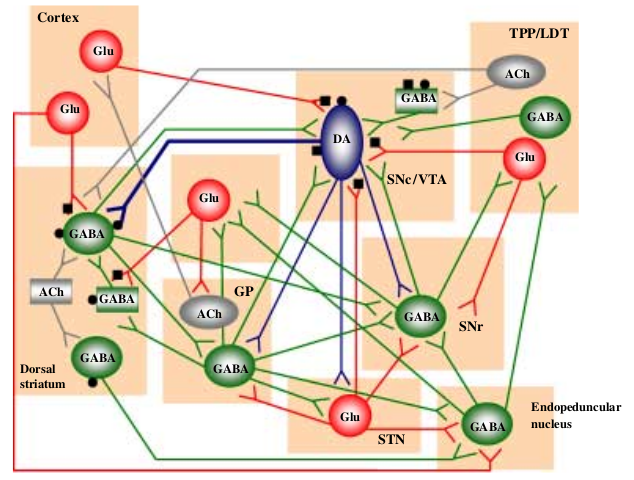 Cortex
TPP/LDT
Glu
ACh
GABA
Glu
GABA
DA
Glu
SNc/VTA
Glu
GABA
ACh
GABA
GP
ACh
GABA
SNr
GABA
GABA
Dorsal
striatum
Glu
STN
GABA
Endopeduncular
nucleus